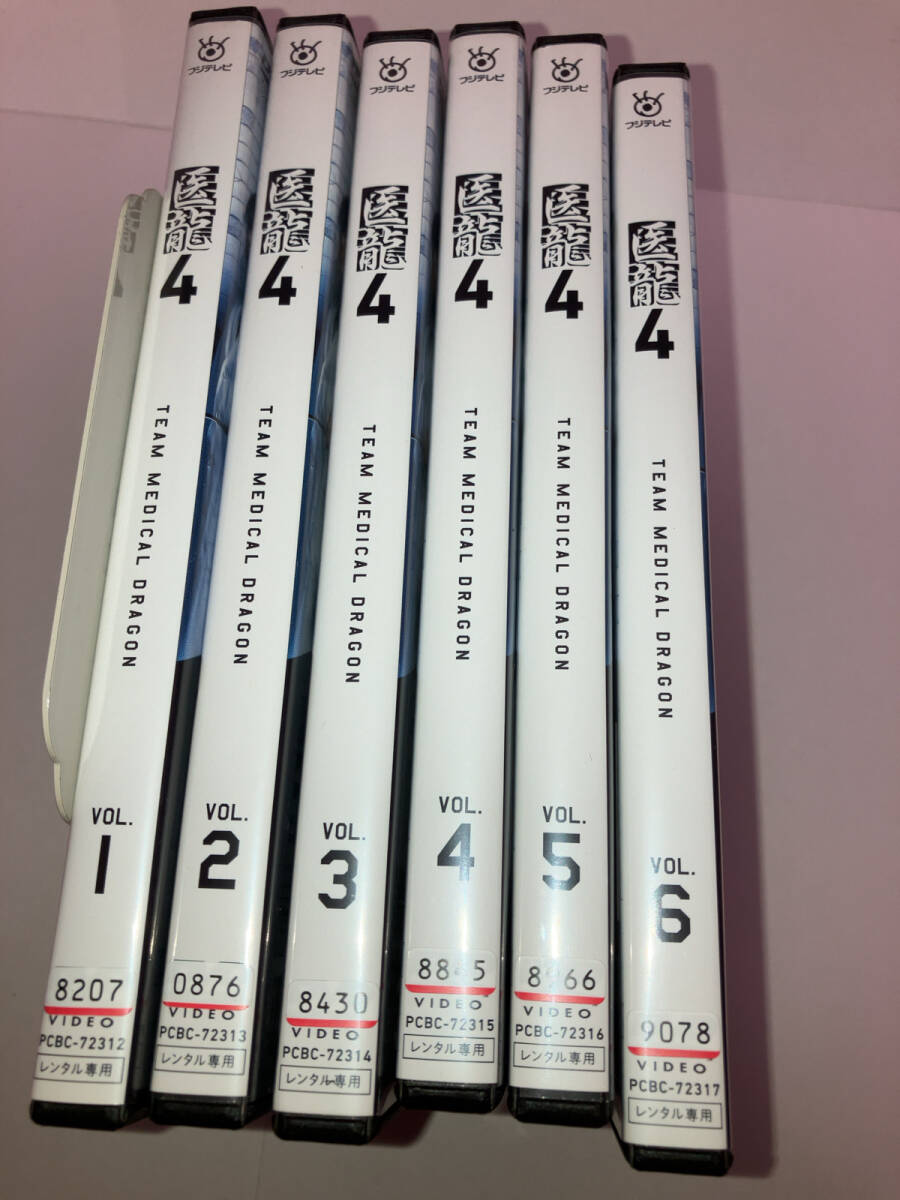 フジテレビ
医龍
4
TEAM MEDICAL DRAGON
VOL.
1
8207
VIDEO
PCBC-72312
レンタル専用
フジテレビ
医龍
4
TEAM MEDICAL DRAGON
VOL.
2
0876
VIDEO
PCBC-72313
レンタル専用
フジテレビ
医龍
4
TEAM MEDICAL DRAGON
VOL.
3
8430
VIDEO
PCBC-72314
レンタル専用
フジテレビ
医龍
4
TEAM MEDICAL DRAGON
VOL.
4
VIDEO
PCBC-72315
レンタル専用
フジテレビ
医龍
4
TEAM MEDICAL DRAGON
VOL.
5
8966
VIDEO
PCBC-72316
レンタル専用
フジテレビ
医龍
4
TEAM MEDICAL DRAGON
VOL.
6
9078
VIDEO
PCBC-72317
レンタル専用